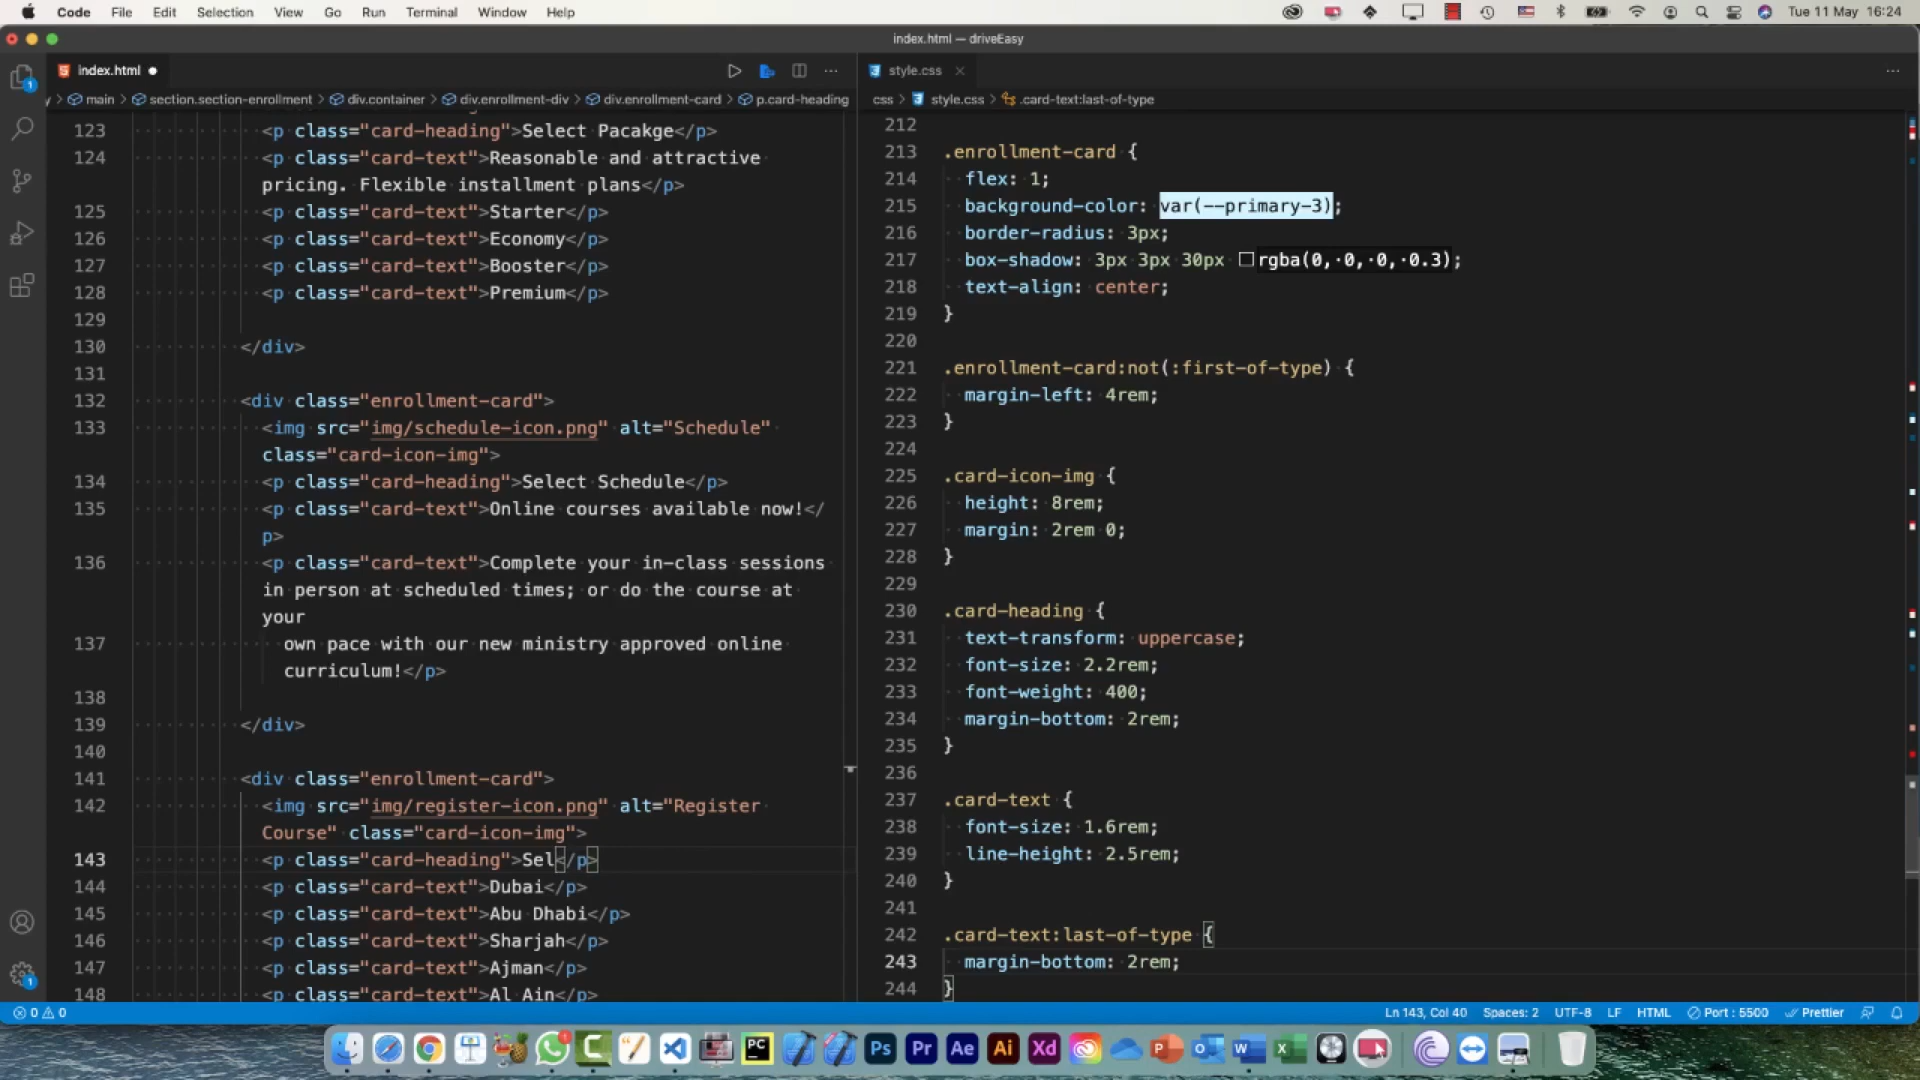 Code File Edit Selection View Go Run Terminal Window Help Tue 11 May 16:24
index.html — driveEasy
index.html
main section.section-enrollment div.container div.enrollment-div div.enrollment-card p.card-heading
123 <p class="card-heading">Select Pacakge</p>
124 <p class="card-text">Reasonable and attractive
pricing. Flexible installment plans</p>
125 <p class="card-text">Starter</p>
126 <p class="card-text">Economy</p>
127 <p class="card-text">Booster</p>
128 <p class="card-text">Premium</p>
129
130 </div>
131
132 <div class="enrollment-card">
133 <img src="img/schedule-icon.png" alt="Schedule"
class="card-icon-img">
134 <p class="card-heading">Select Schedule</p>
135 <p class="card-text">Online courses available now!</
p>
136 <p class="card-text">Complete your in-class sessions
in person at scheduled times; or do the course at
your
137 own pace with our new ministry approved online
curriculum!</p>
138
139 </div>
140
141 <div class="enrollment-card">
142 <img src="img/register-icon.png" alt="Register
Course" class="card-icon-img">
143 <p class="card-heading">Sel</p>
144 <p class="card-text">Dubai</p>
145 <p class="card-text">Abu Dhabi</p>
146 <p class="card-text">Sharjah</p>
147 <p class="card-text">Ajman</p>
148 <p class="card-text">Al Ain</p>
style.css
css style.css .card-text:last-of-type
212
213 .enrollment-card {
214 flex: 1;
215 background-color: var(--primary-3);
216 border-radius: 3px;
217 box-shadow: 3px 3px 30px rgba(0, 0, 0, 0.3);
218 text-align: center;
219 }
220
221 .enrollment-card:not(:first-of-type) {
222 margin-left: 4rem;
223 }
224
225 .card-icon-img {
226 height: 8rem;
227 margin: 2rem 0;
228 }
229
230 .card-heading {
231 text-transform: uppercase;
232 font-size: 2.2rem;
233 font-weight: 400;
234 margin-bottom: 2rem;
235 }
236
237 .card-text {
238 font-size: 1.6rem;
239 line-height: 2.5rem;
240 }
241
242 .card-text:last-of-type {
243 margin-bottom: 2rem;
244 }
0 0 Ln 143, Col 40 Spaces: 2 UTF-8 LF HTML Port : 5500 Prettier
PC Ps Pr Ae Ai Xd P O W X